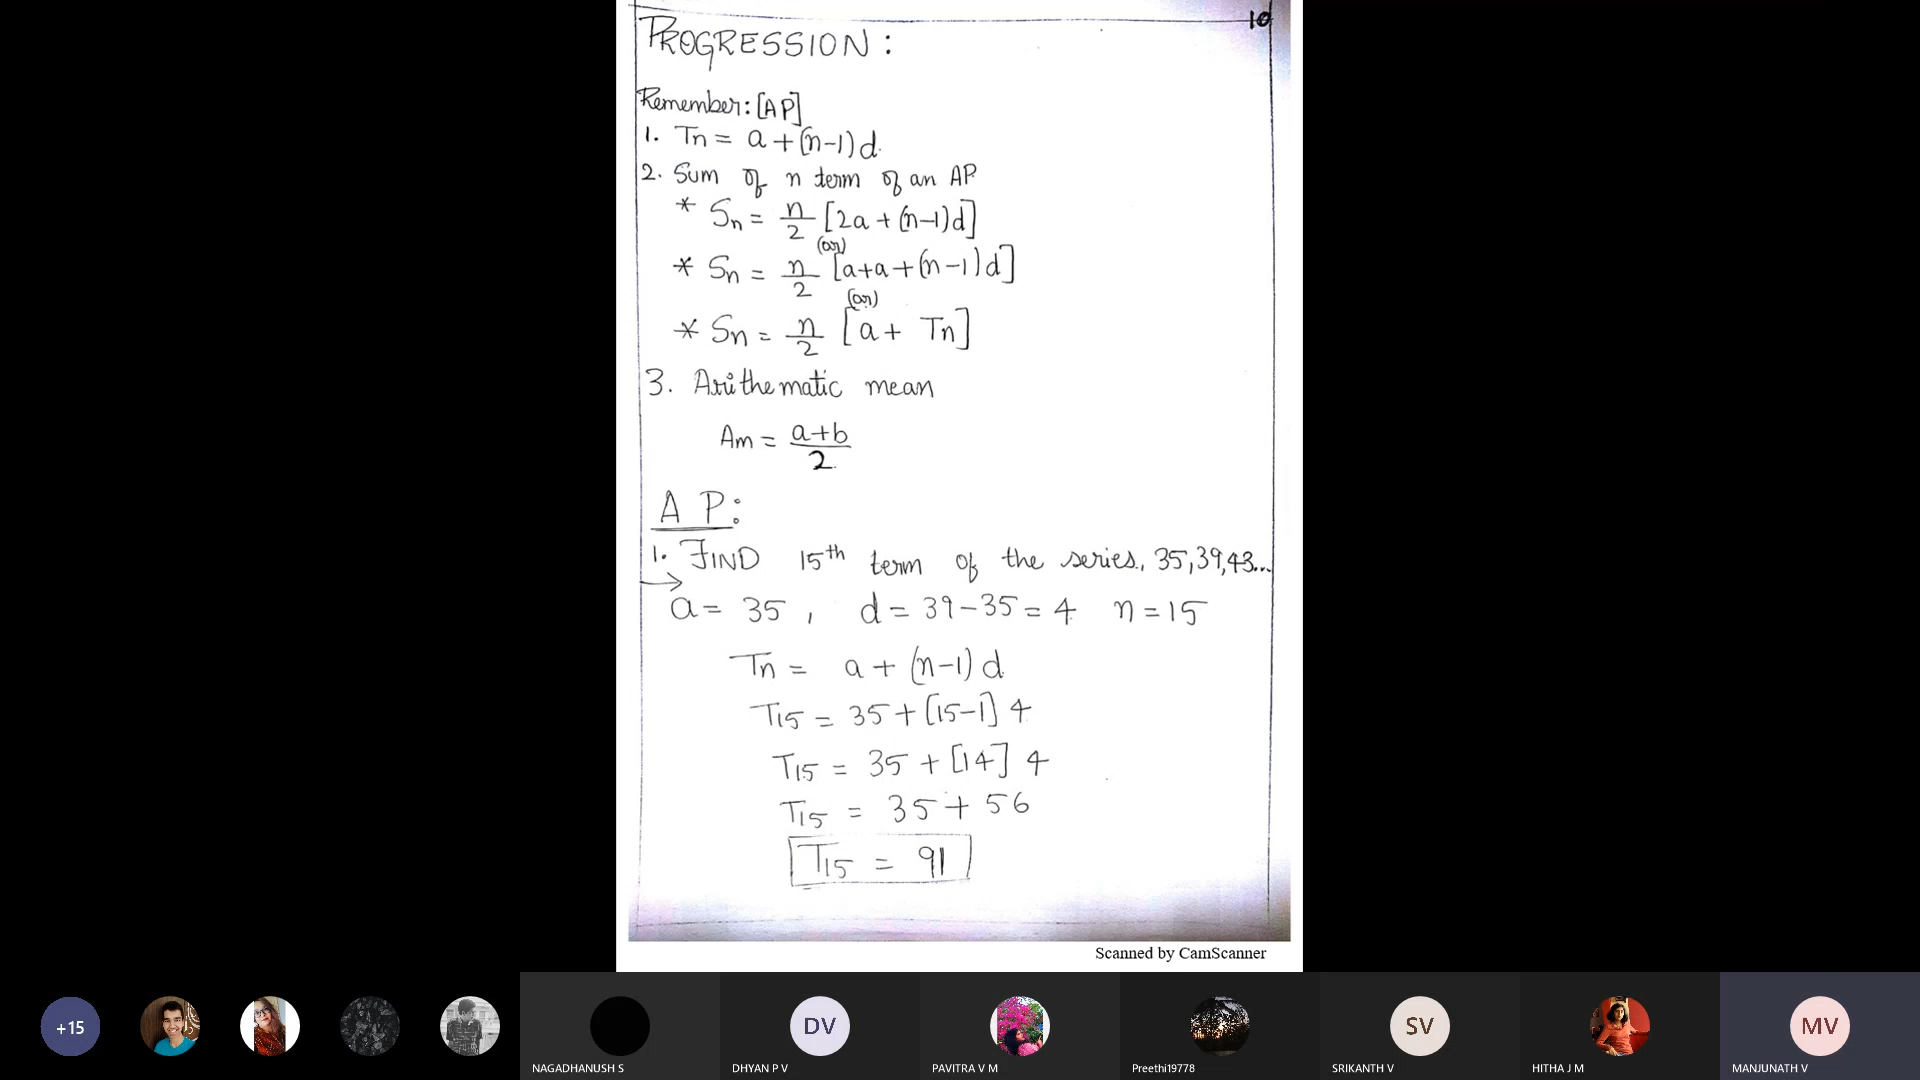 10
PROGRESSION :
Remember: [AP]
1. Tn = a + (n-1) d.
2. Sum of n term of an AP
* Sn = n/2 [2a + (n-1)d]
(or)
* Sn = n/2 [a+a+(n-1)d]
(or)
* Sn = n/2 [a + Tn]
3. Arithematic mean
Am = a+b/2
A P:
1. FIND 15th term of the series, 35,39,43...
→
a = 35 , d = 39-35 = 4 n = 15
Tn = a + (n-1) d
T15 = 35 + [15-1] 4
T15 = 35 + [14] 4
T15 = 35 + 56
T15 = 91
Scanned by CamScanner
+15
DV
SV
MV
NAGADHANUSH S
DHYAN P V
PAVITRA V M
Preethi19778
SRIKANTH V
HITHA J M
MANJUNATH V